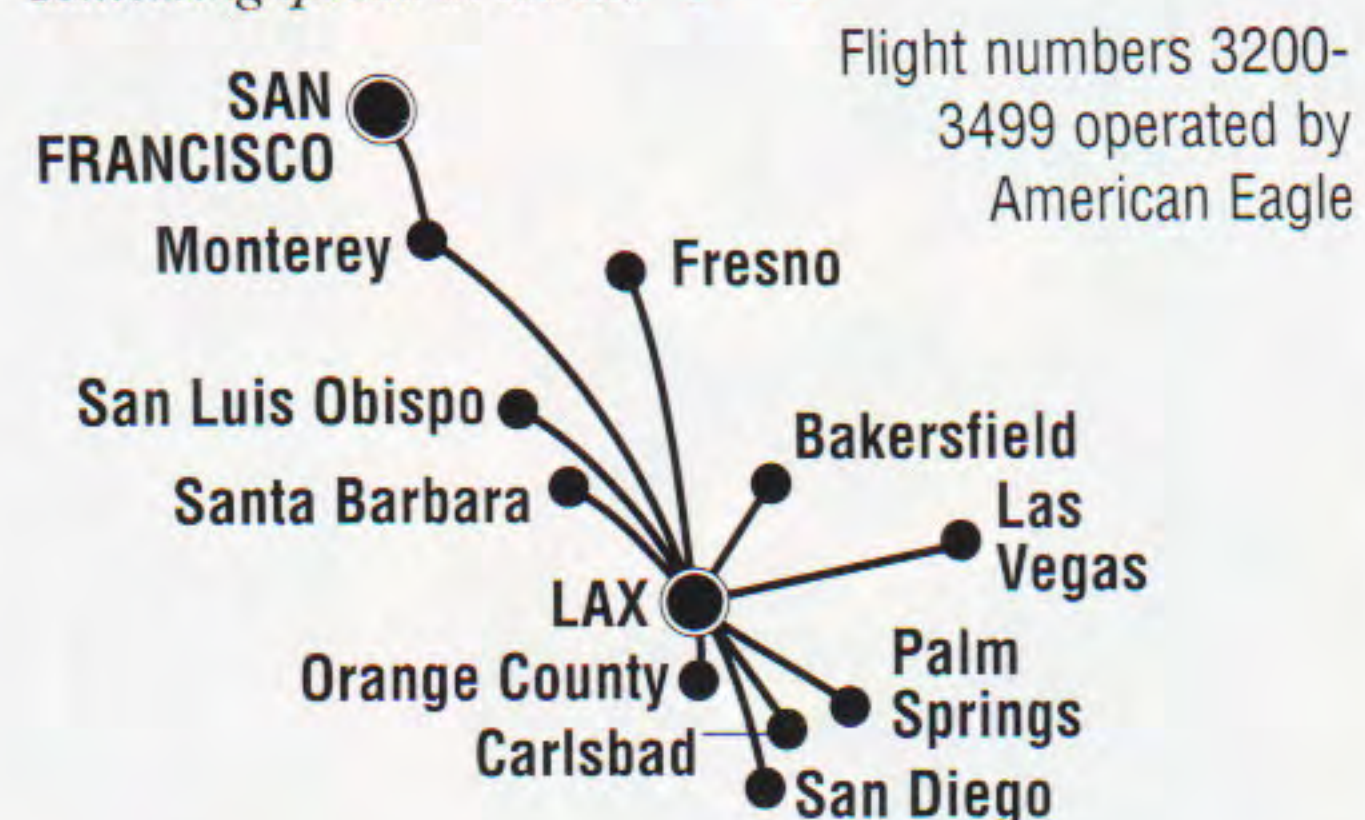 Flight numbers 3200-
3499 operated by
American Eagle
SAN
FRANCISCO
Monterey
Fresno
San Luis Obispo
Bakersfield
Santa Barbara
Las
Vegas
LAX
Palm
Springs
Orange County
Carlsbad
San Diego